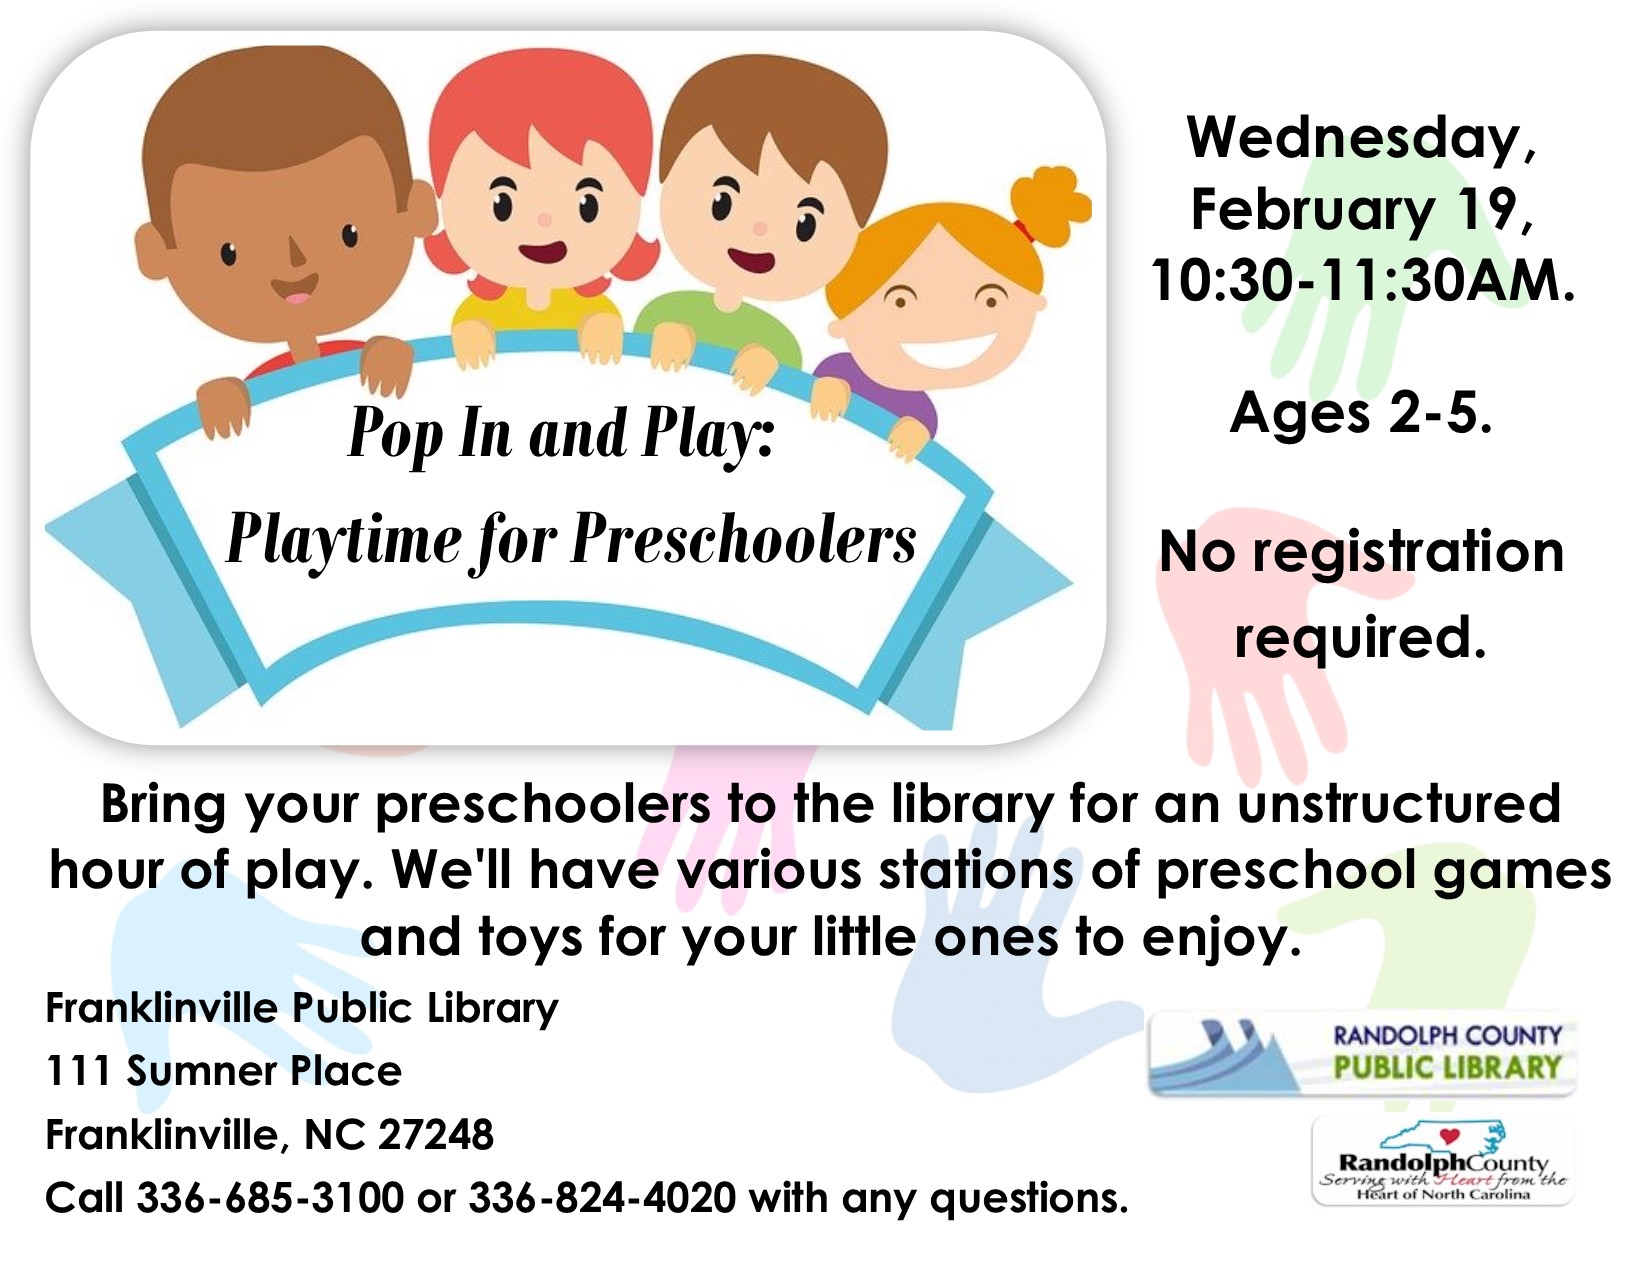 Pop In and Play:
Playtime for Preschoolers
Wednesday,
February 19,
10:30-11:30AM.
Ages 2-5.
No registration
required.
Bring your preschoolers to the library for an unstructured
hour of play. We'll have various stations of preschool games
and toys for your little ones to enjoy.
Franklinville Public Library
111 Sumner Place
Franklinville, NC 27248
Call 336-685-3100 or 336-824-4020 with any questions.
RANDOLPH COUNTY
PUBLIC LIBRARY
RandolphCounty
Serving with Heart from the
Heart of North Carolina